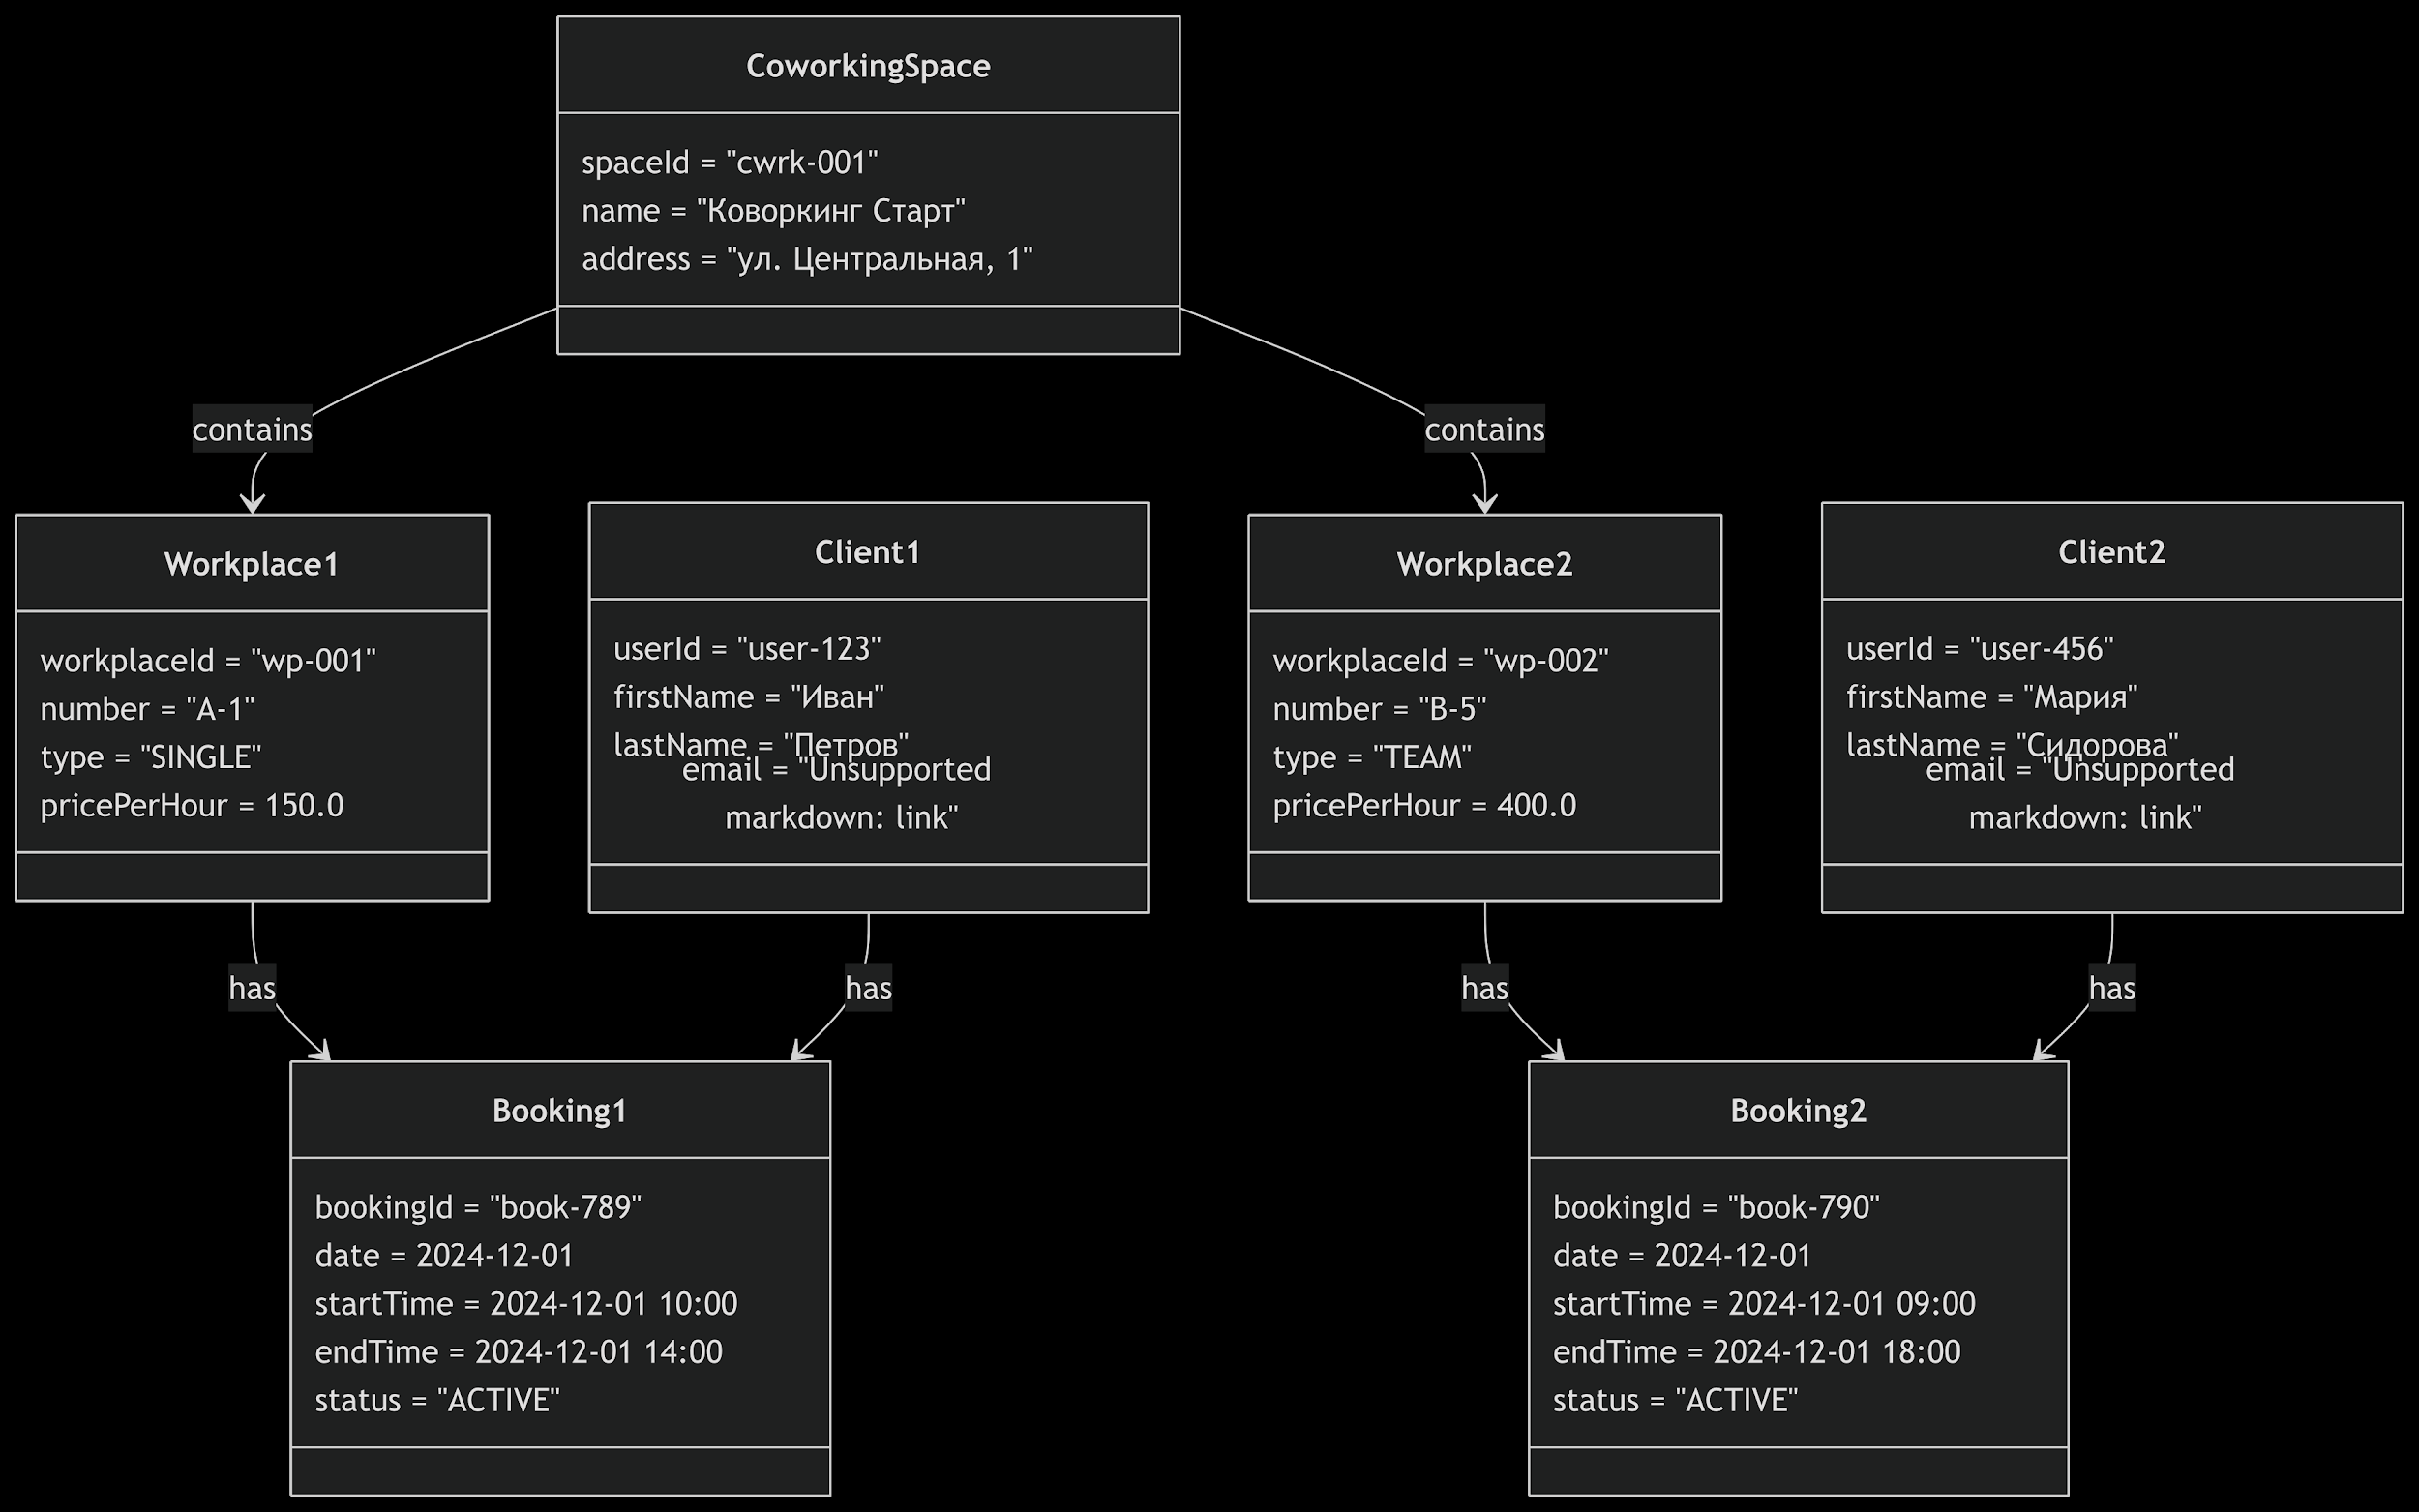 CoworkingSpace
spaceId = "cwrk-001"
name = "Коворкинг Старт"
address = "ул. Центральная, 1"
contains
contains
Workplace1
workplaceId = "wp-001"
number = "A-1"
type = "SINGLE"
pricePerHour = 150.0
Client1
userId = "user-123"
firstName = "Иван"
lastName = "Петров"
email = "Unsupported
markdown: link"
Workplace2
workplaceId = "wp-002"
number = "B-5"
type = "TEAM"
pricePerHour = 400.0
Client2
userId = "user-456"
firstName = "Мария"
lastName = "Сидорова"
email = "Unsupported
markdown: link"
has
has
has
has
Booking1
bookingId = "book-789"
date = 2024-12-01
startTime = 2024-12-01 10:00
endTime = 2024-12-01 14:00
status = "ACTIVE"
Booking2
bookingId = "book-790"
date = 2024-12-01
startTime = 2024-12-01 09:00
endTime = 2024-12-01 18:00
status = "ACTIVE"